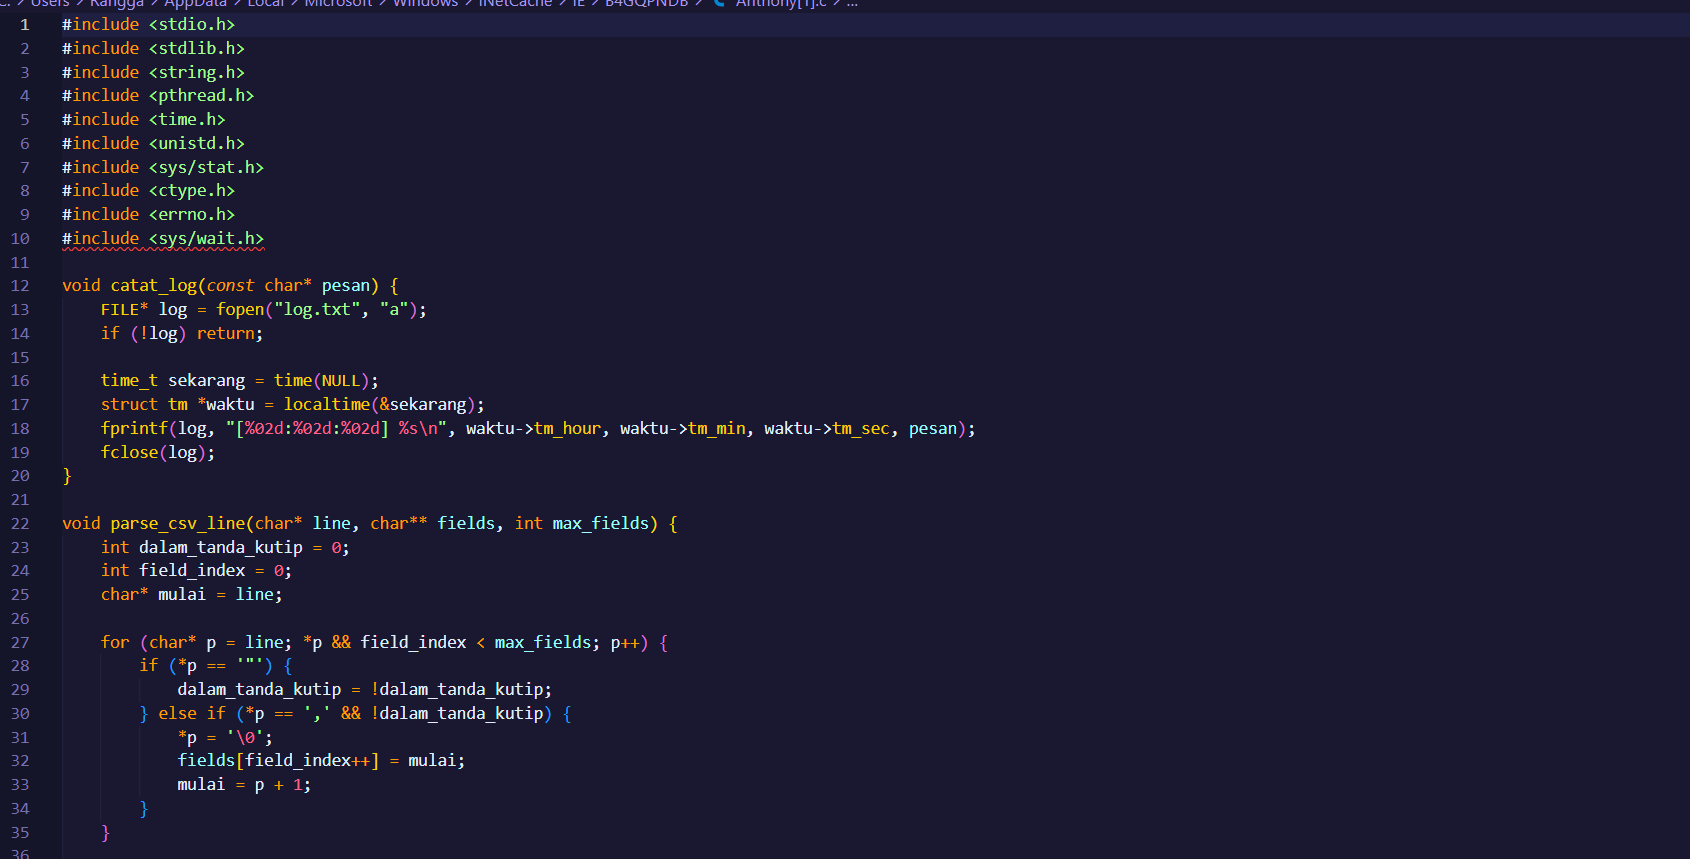 C: > Users > Rangga > AppData > Local > Microsoft > Windows > INetCache > IE > B4GQPNDB > Anthony[1].c > ...
1 #include <stdio.h>
2 #include <stdlib.h>
3 #include <string.h>
4 #include <pthread.h>
5 #include <time.h>
6 #include <unistd.h>
7 #include <sys/stat.h>
8 #include <ctype.h>
9 #include <errno.h>
10 #include <sys/wait.h>
11
12 void catat_log(const char* pesan) {
13     FILE* log = fopen("log.txt", "a");
14     if (!log) return;
15
16     time_t sekarang = time(NULL);
17     struct tm *waktu = localtime(&sekarang);
18     fprintf(log, "[%02d:%02d:%02d] %s\n", waktu->tm_hour, waktu->tm_min, waktu->tm_sec, pesan);
19     fclose(log);
20 }
21
22 void parse_csv_line(char* line, char** fields, int max_fields) {
23     int dalam_tanda_kutip = 0;
24     int field_index = 0;
25     char* mulai = line;
26
27     for (char* p = line; *p && field_index < max_fields; p++) {
28         if (*p == '"') {
29             dalam_tanda_kutip = !dalam_tanda_kutip;
30         } else if (*p == ',' && !dalam_tanda_kutip) {
31             *p = '\0';
32             fields[field_index++] = mulai;
33             mulai = p + 1;
34         }
35     }
36